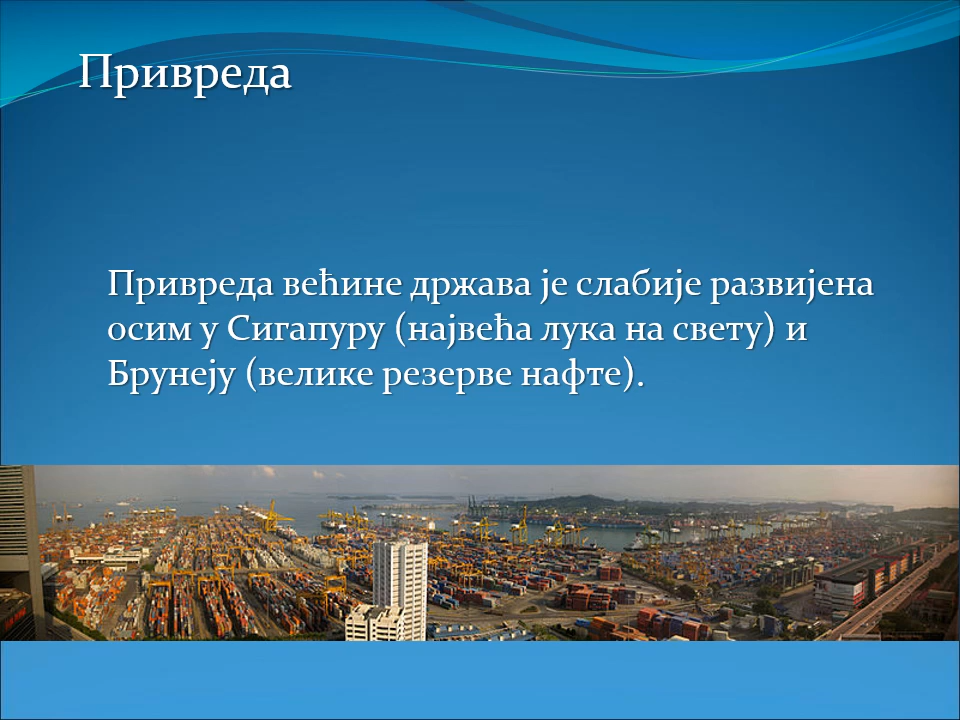 Привреда
Привреда већине држава је слабије развијена
осим у Сигапуру (највећа лука на свету) и
Брунеју (велике резерве нафте).